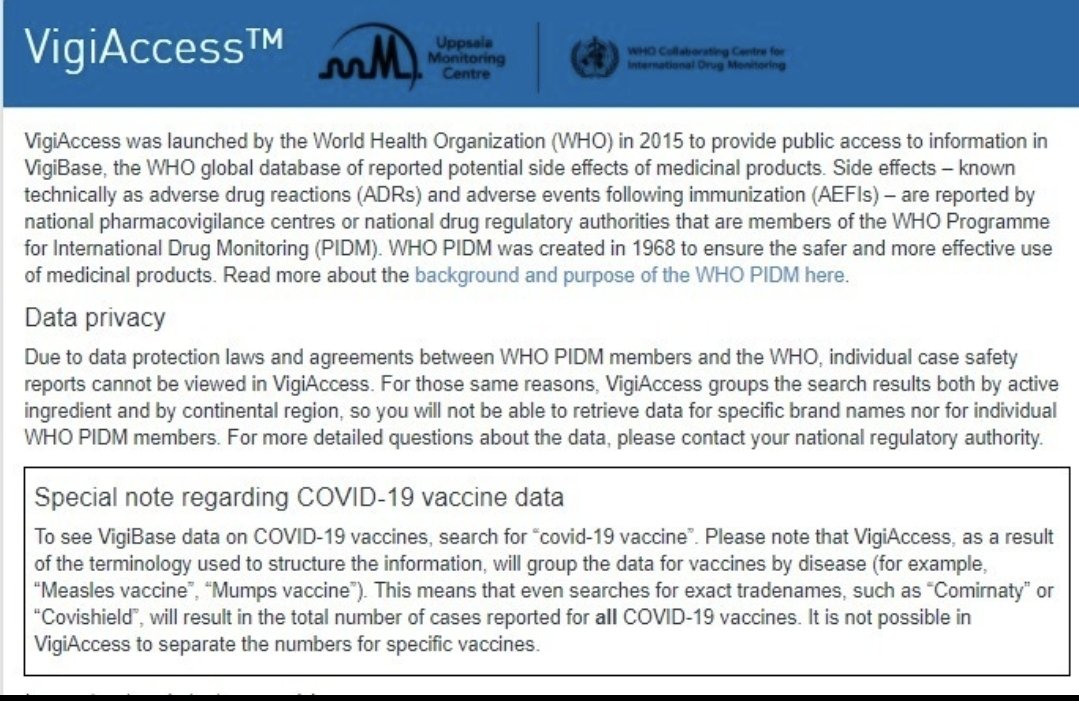 VigiAccess™
Uppsala
Monitoring
Centre
WHO Collaborating Centre for
International Drug Monitoring
VigiAccess was launched by the World Health Organization (WHO) in 2015 to provide public access to information in
VigiBase, the WHO global database of reported potential side effects of medicinal products. Side effects – known
technically as adverse drug reactions (ADRs) and adverse events following immunization (AEFIs) – are reported by
national pharmacovigilance centres or national drug regulatory authorities that are members of the WHO Programme
for International Drug Monitoring (PIDM). WHO PIDM was created in 1968 to ensure the safer and more effective use
of medicinal products. Read more about the background and purpose of the WHO PIDM here.
Data privacy
Due to data protection laws and agreements between WHO PIDM members and the WHO, individual case safety
reports cannot be viewed in VigiAccess. For those same reasons, VigiAccess groups the search results both by active
ingredient and by continental region, so you will not be able to retrieve data for specific brand names nor for individual
WHO PIDM members. For more detailed questions about the data, please contact your national regulatory authority.
Special note regarding COVID-19 vaccine data
To see VigiBase data on COVID-19 vaccines, search for “covid-19 vaccine”. Please note that VigiAccess, as a result
of the terminology used to structure the information, will group the data for vaccines by disease (for example,
“Measles vaccine”, “Mumps vaccine”). This means that even searches for exact tradenames, such as “Comirnaty” or
“Covishield”, will result in the total number of cases reported for all COVID-19 vaccines. It is not possible in
VigiAccess to separate the numbers for specific vaccines.